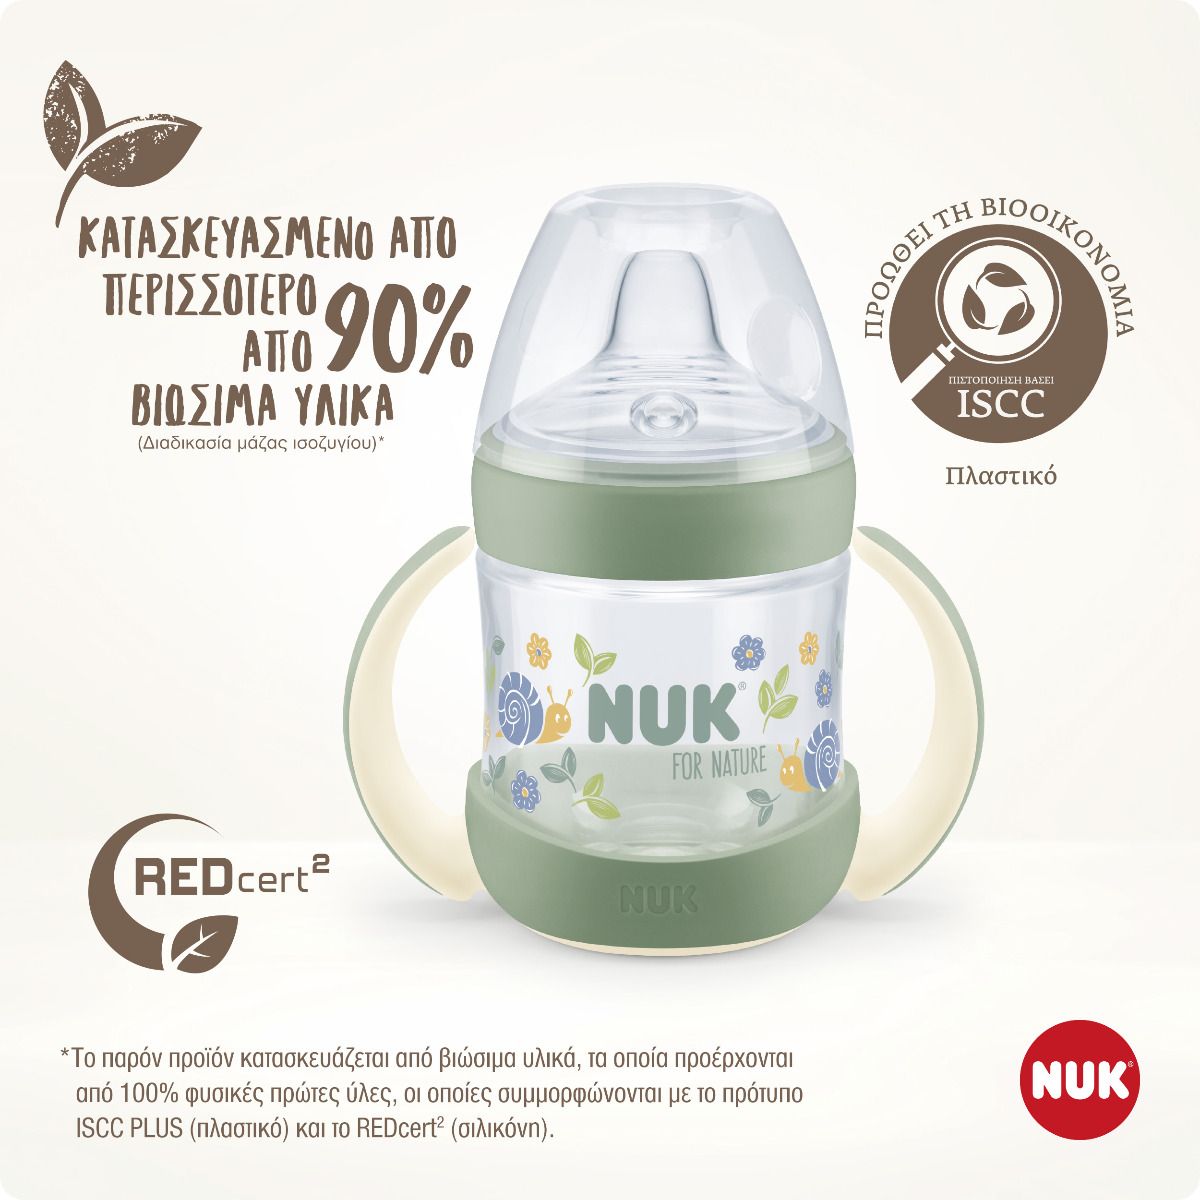 ΚΑΤΑΣΚΕΥΑΣΜΕΝΟ ΑΠΟ
ΠΕΡΙΣΣΟΤΕΡΟ
ΑΠΟ 90%
ΒΙΩΣΙΜΑ ΥΛΙΚΑ
(Διαδικασία μάζας ισοζυγίου)*
ΠΡΟΩΘΕΙ ΤΗ ΒΙΟΟΙΚΟΝΟΜΙΑ
ΠΙΣΤΟΠΟΙΗΣΗ ΒΑΣΕΙ
ISCC
Πλαστικό
NUK®
FOR NATURE
NUK
REDcert²
*Το παρόν προϊόν κατασκευάζεται από βιώσιμα υλικά, τα οποία προέρχονται
από 100% φυσικές πρώτες ύλες, οι οποίες συμμορφώνονται με το πρότυπο
ISCC PLUS (πλαστικό) και το REDcert² (σιλικόνη).
NUK®